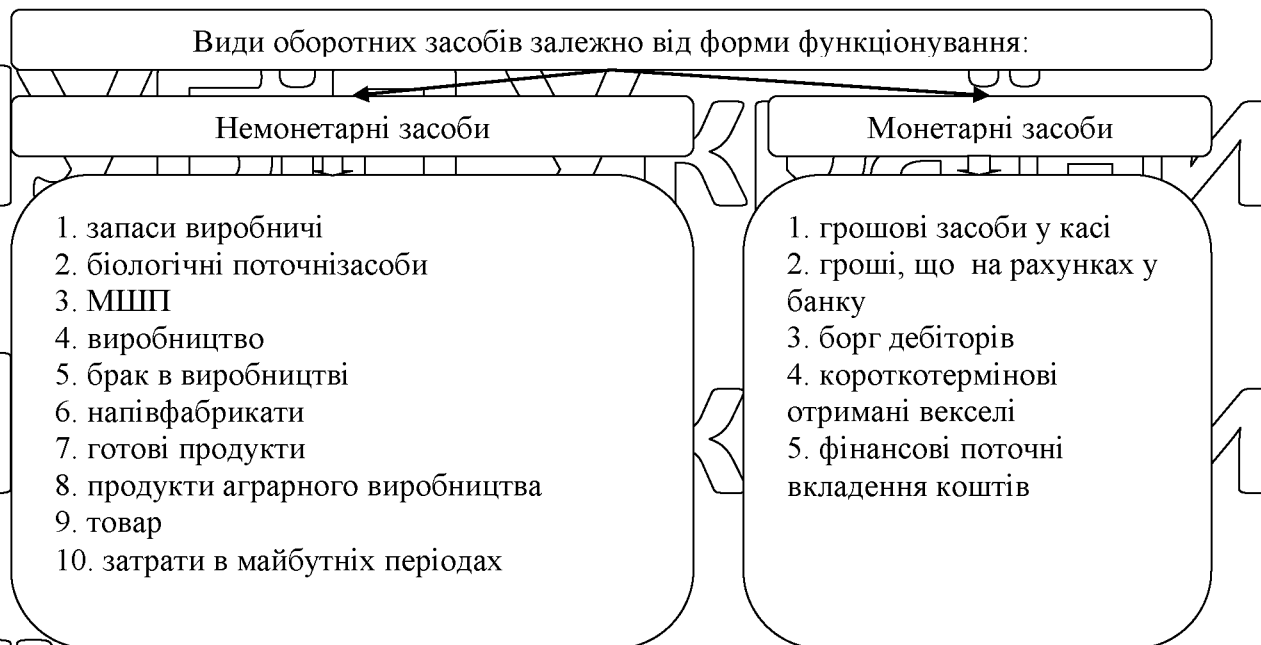 Види оборотних засобів залежно від форми функціонування:
Немонетарні засоби
Монетарні засоби
1. запаси виробничі
2. біологічні поточнізасоби
3. МШП
4. виробництво
5. брак в виробництві
6. напівфабрикати
7. готові продукти
8. продукти аграрного виробництва
9. товар
10. затрати в майбутніх періодах
1. грошові засоби у касі
2. гроші, що на рахунках у
банку
3. борг дебіторів
4. короткотермінові
отримані векселі
5. фінансові поточні
вкладення коштів